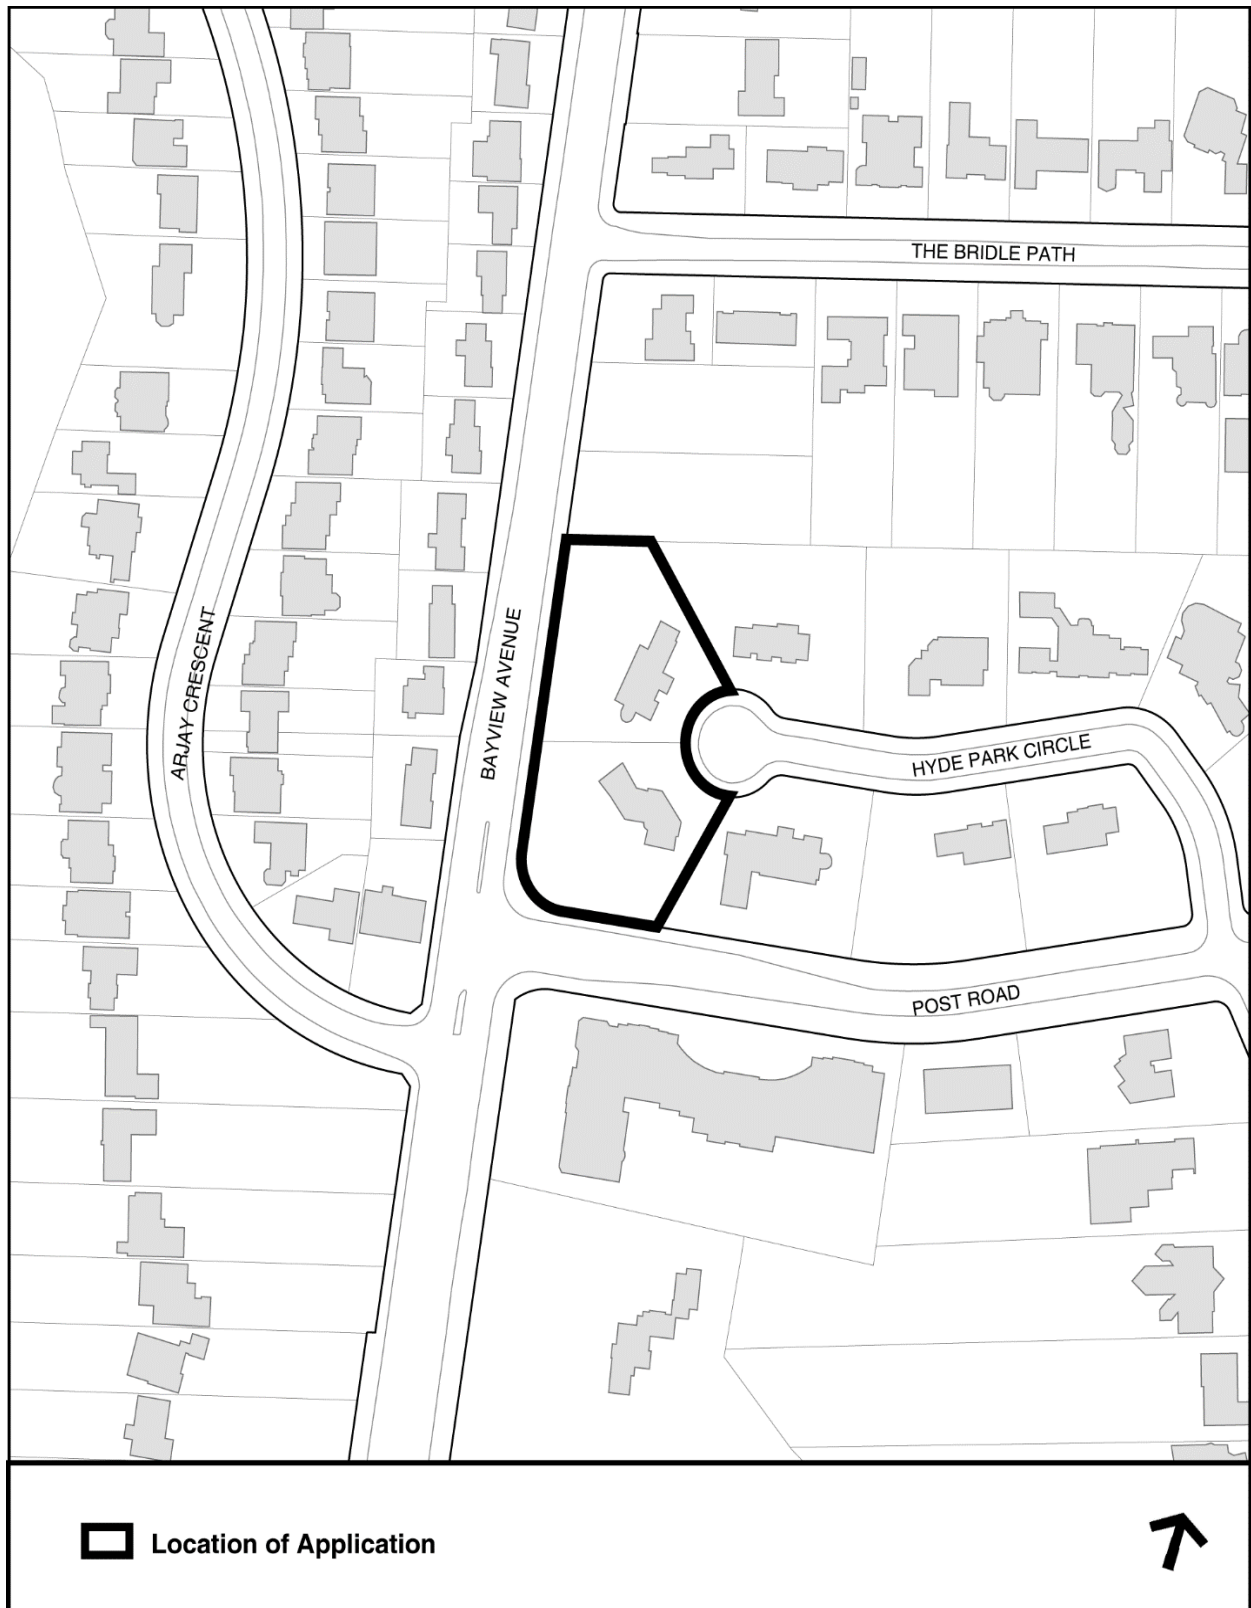 THE BRIDLE PATH
ARJAY CRESCENT
BAYVIEW AVENUE
HYDE PARK CIRCLE
POST ROAD
Location of Application